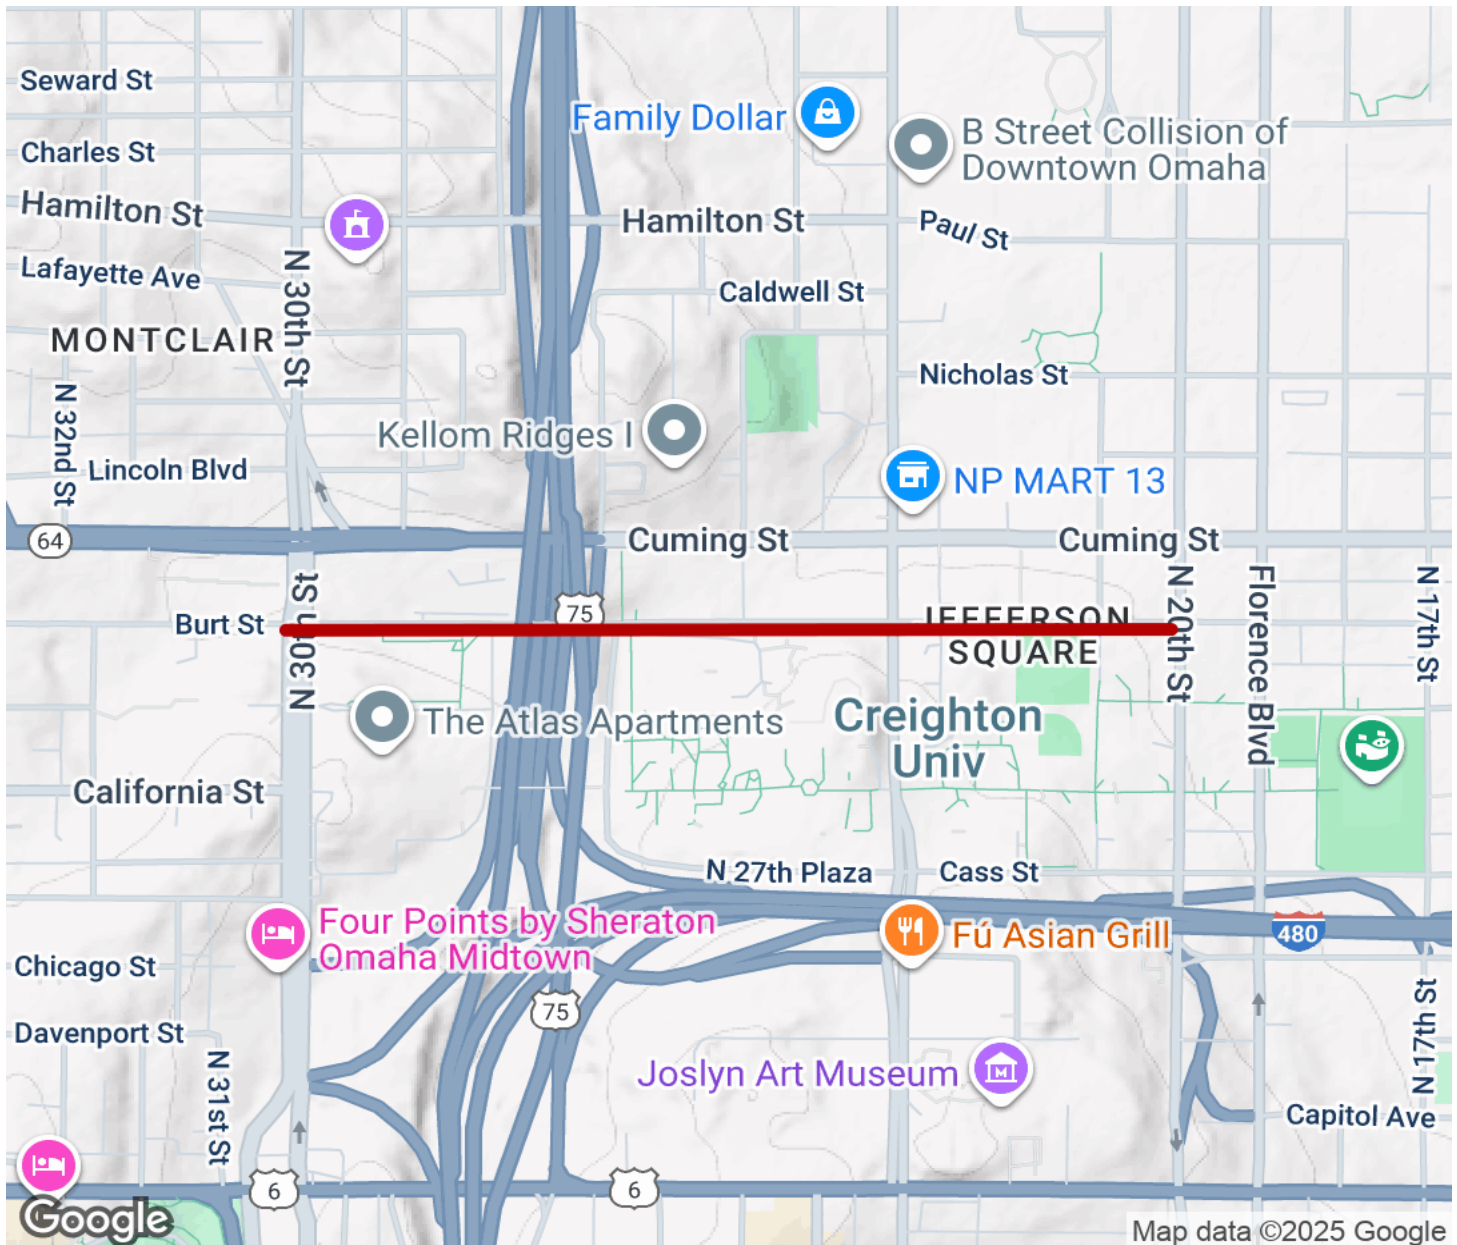 Seward St
Family Dollar
B Street Collision of
Downtown Omaha
Charles St
Hamilton St
Hamilton St
Paul St
Lafayette Ave
N 30th St
Caldwell St
MONTCLAIR
Nicholas St
N 32nd St
Kellom Ridges I
Lincoln Blvd
NP MART 13
64
Cuming St
Cuming St
N 30th St
75
N 20th St
Florence Blvd
N 17th St
Burt St
JEFFERSON
SQUARE
The Atlas Apartments
Creighton
Univ
California St
N 27th Plaza
Cass St
Four Points by Sheraton
Omaha Midtown
Fú Asian Grill
480
Chicago St
75
N 17th St
Davenport St
N 31st St
Joslyn Art Museum
Capitol Ave
6
6
Google
Map data ©2025 Google